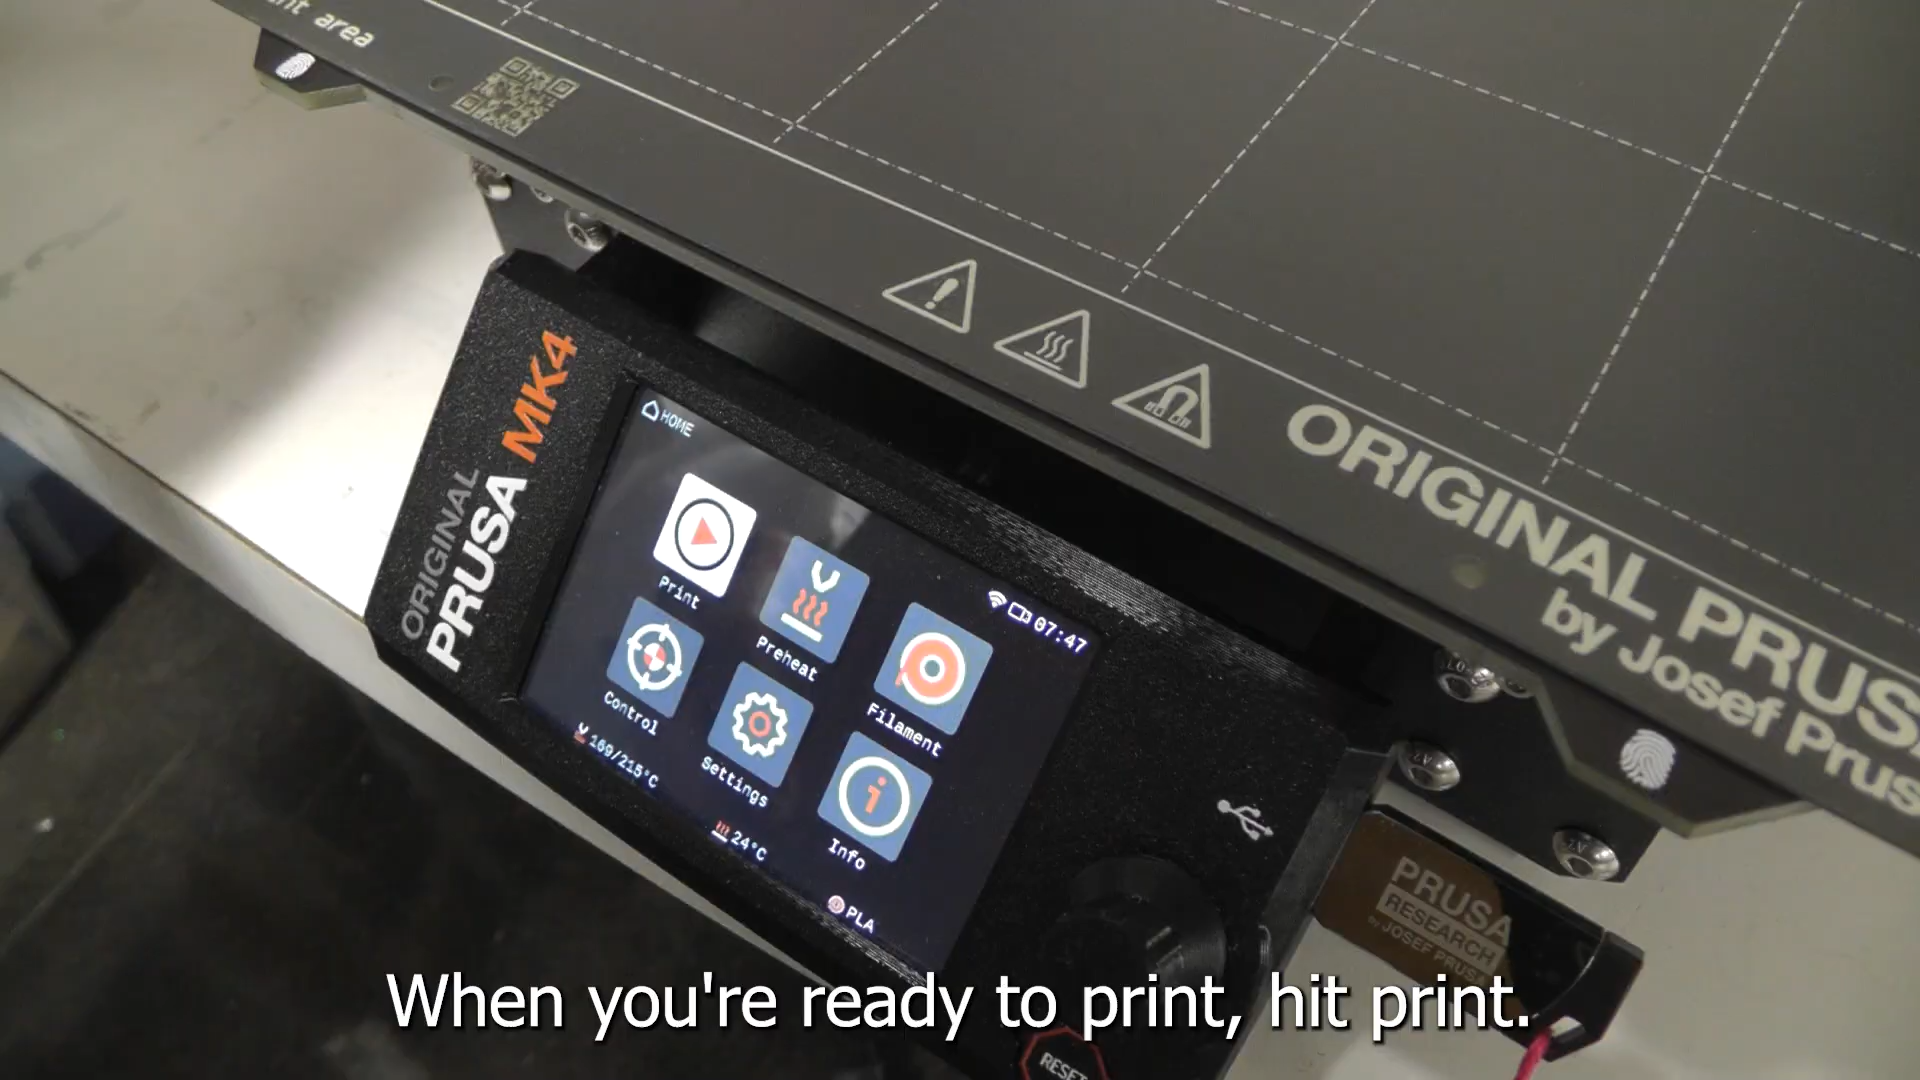 nt area
ORIGINAL PRUSA
by Josef Prus
ORIGINAL
PRUSA MK4
HOME
07:47
Print
Preheat
Filament
Control
Settings
Info
169/215°C
24°C
PLA
PRUSA
RESEARCH
by JOSEF PRUSA
RESET
When you're ready to print, hit print.